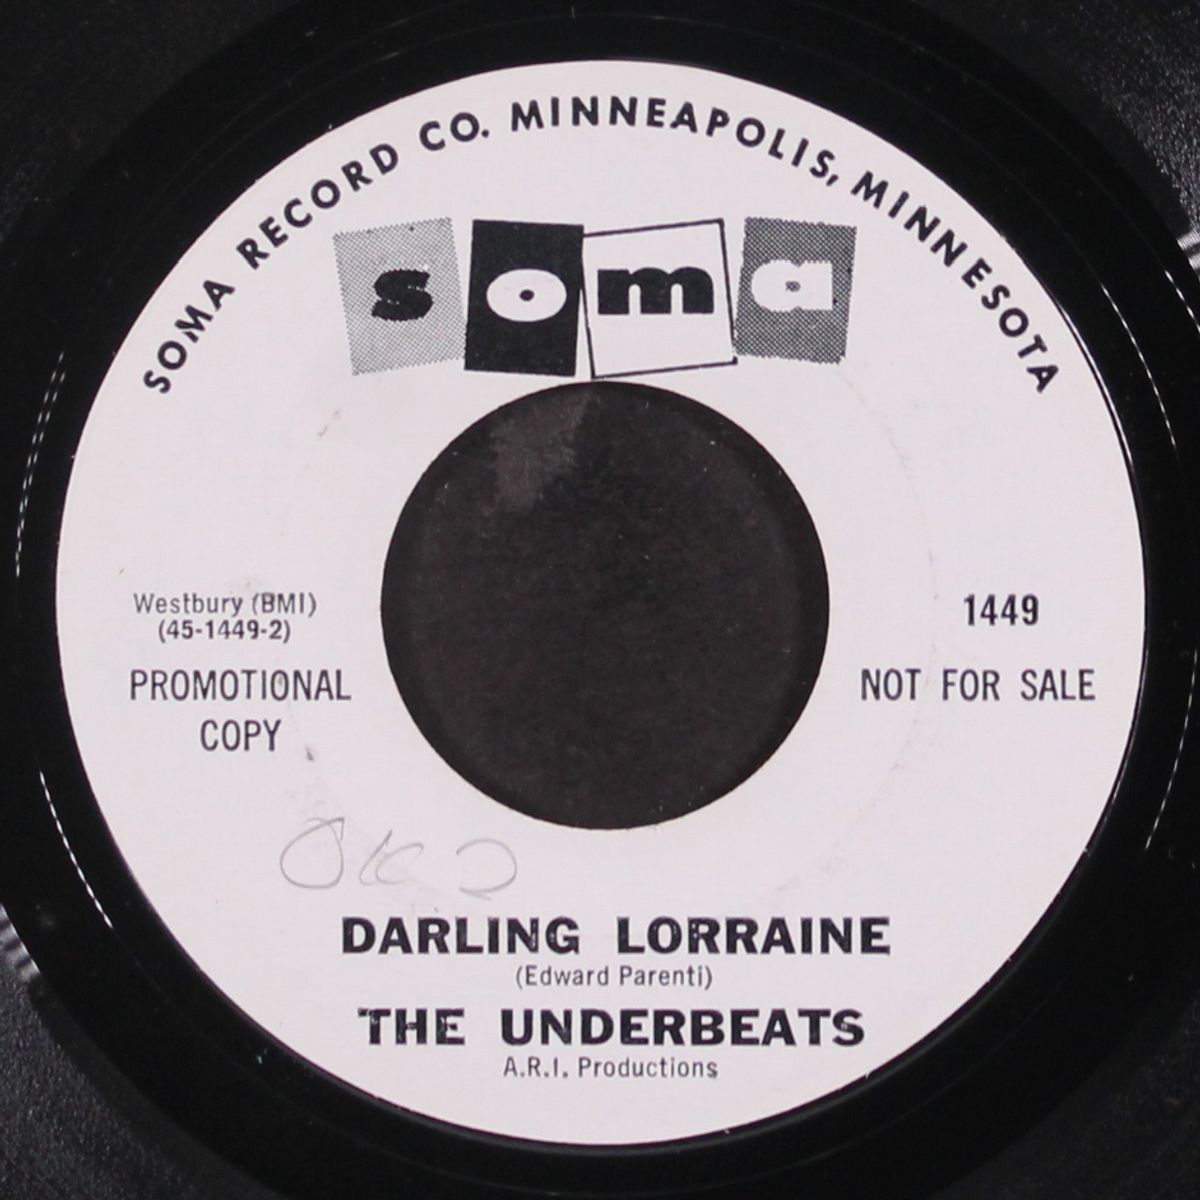 SOMA RECORD CO. MINNEAPOLIS, MINNESOTA
soma
Westbury (BMI)
(45-1449-2)
PROMOTIONAL
COPY
1449
NOT FOR SALE
DARLING LORRAINE
(Edward Parenti)
THE UNDERBEATS
A.R.I. Productions